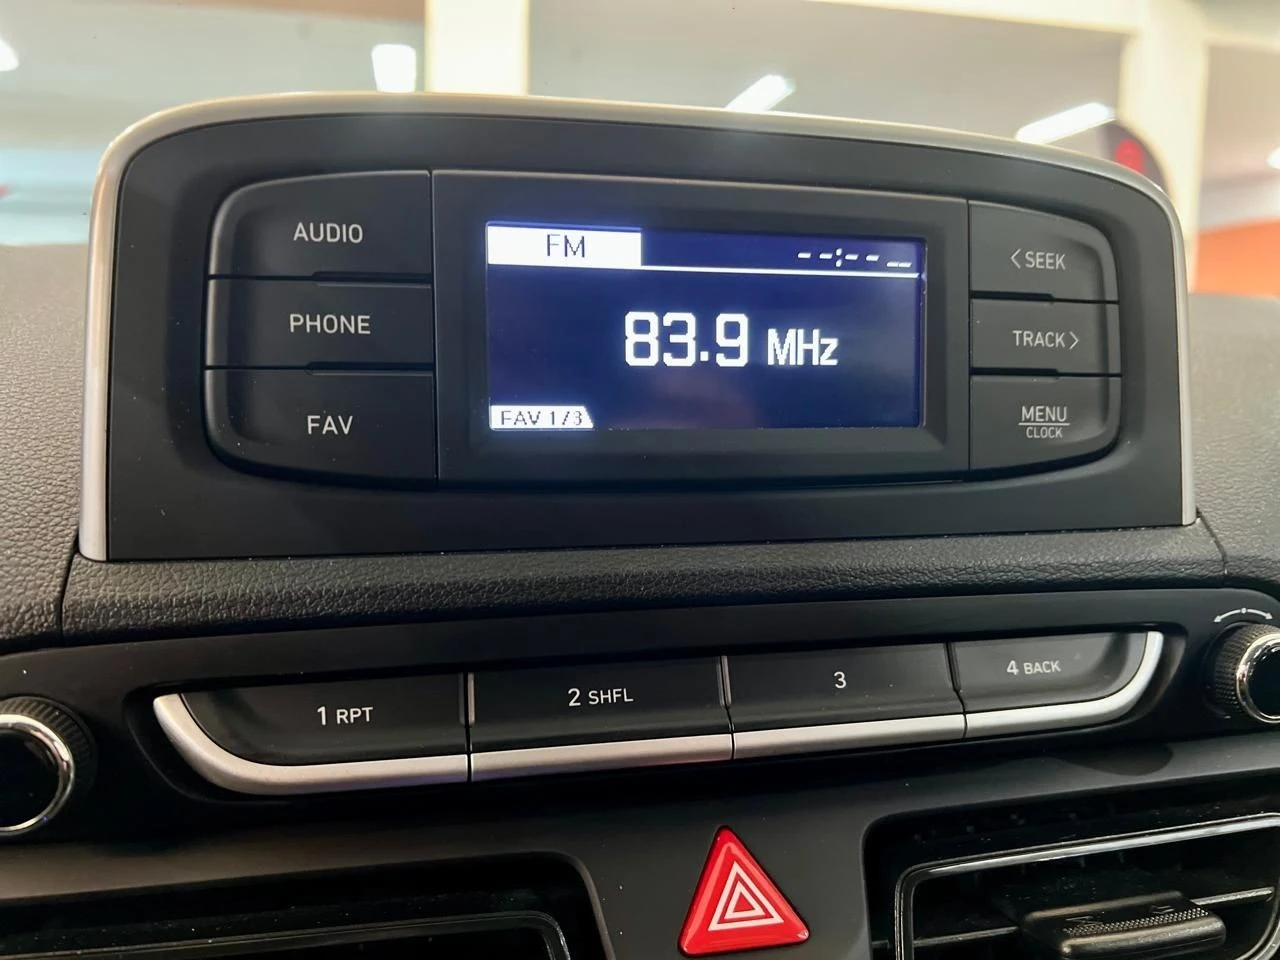 AUDIO
PHONE
FAV
FM
--:-- __
83.9 MHz
FAV 1/3
<SEEK
TRACK>
MENU
CLOCK
1 RPT
2 SHFL
3
4 BACK